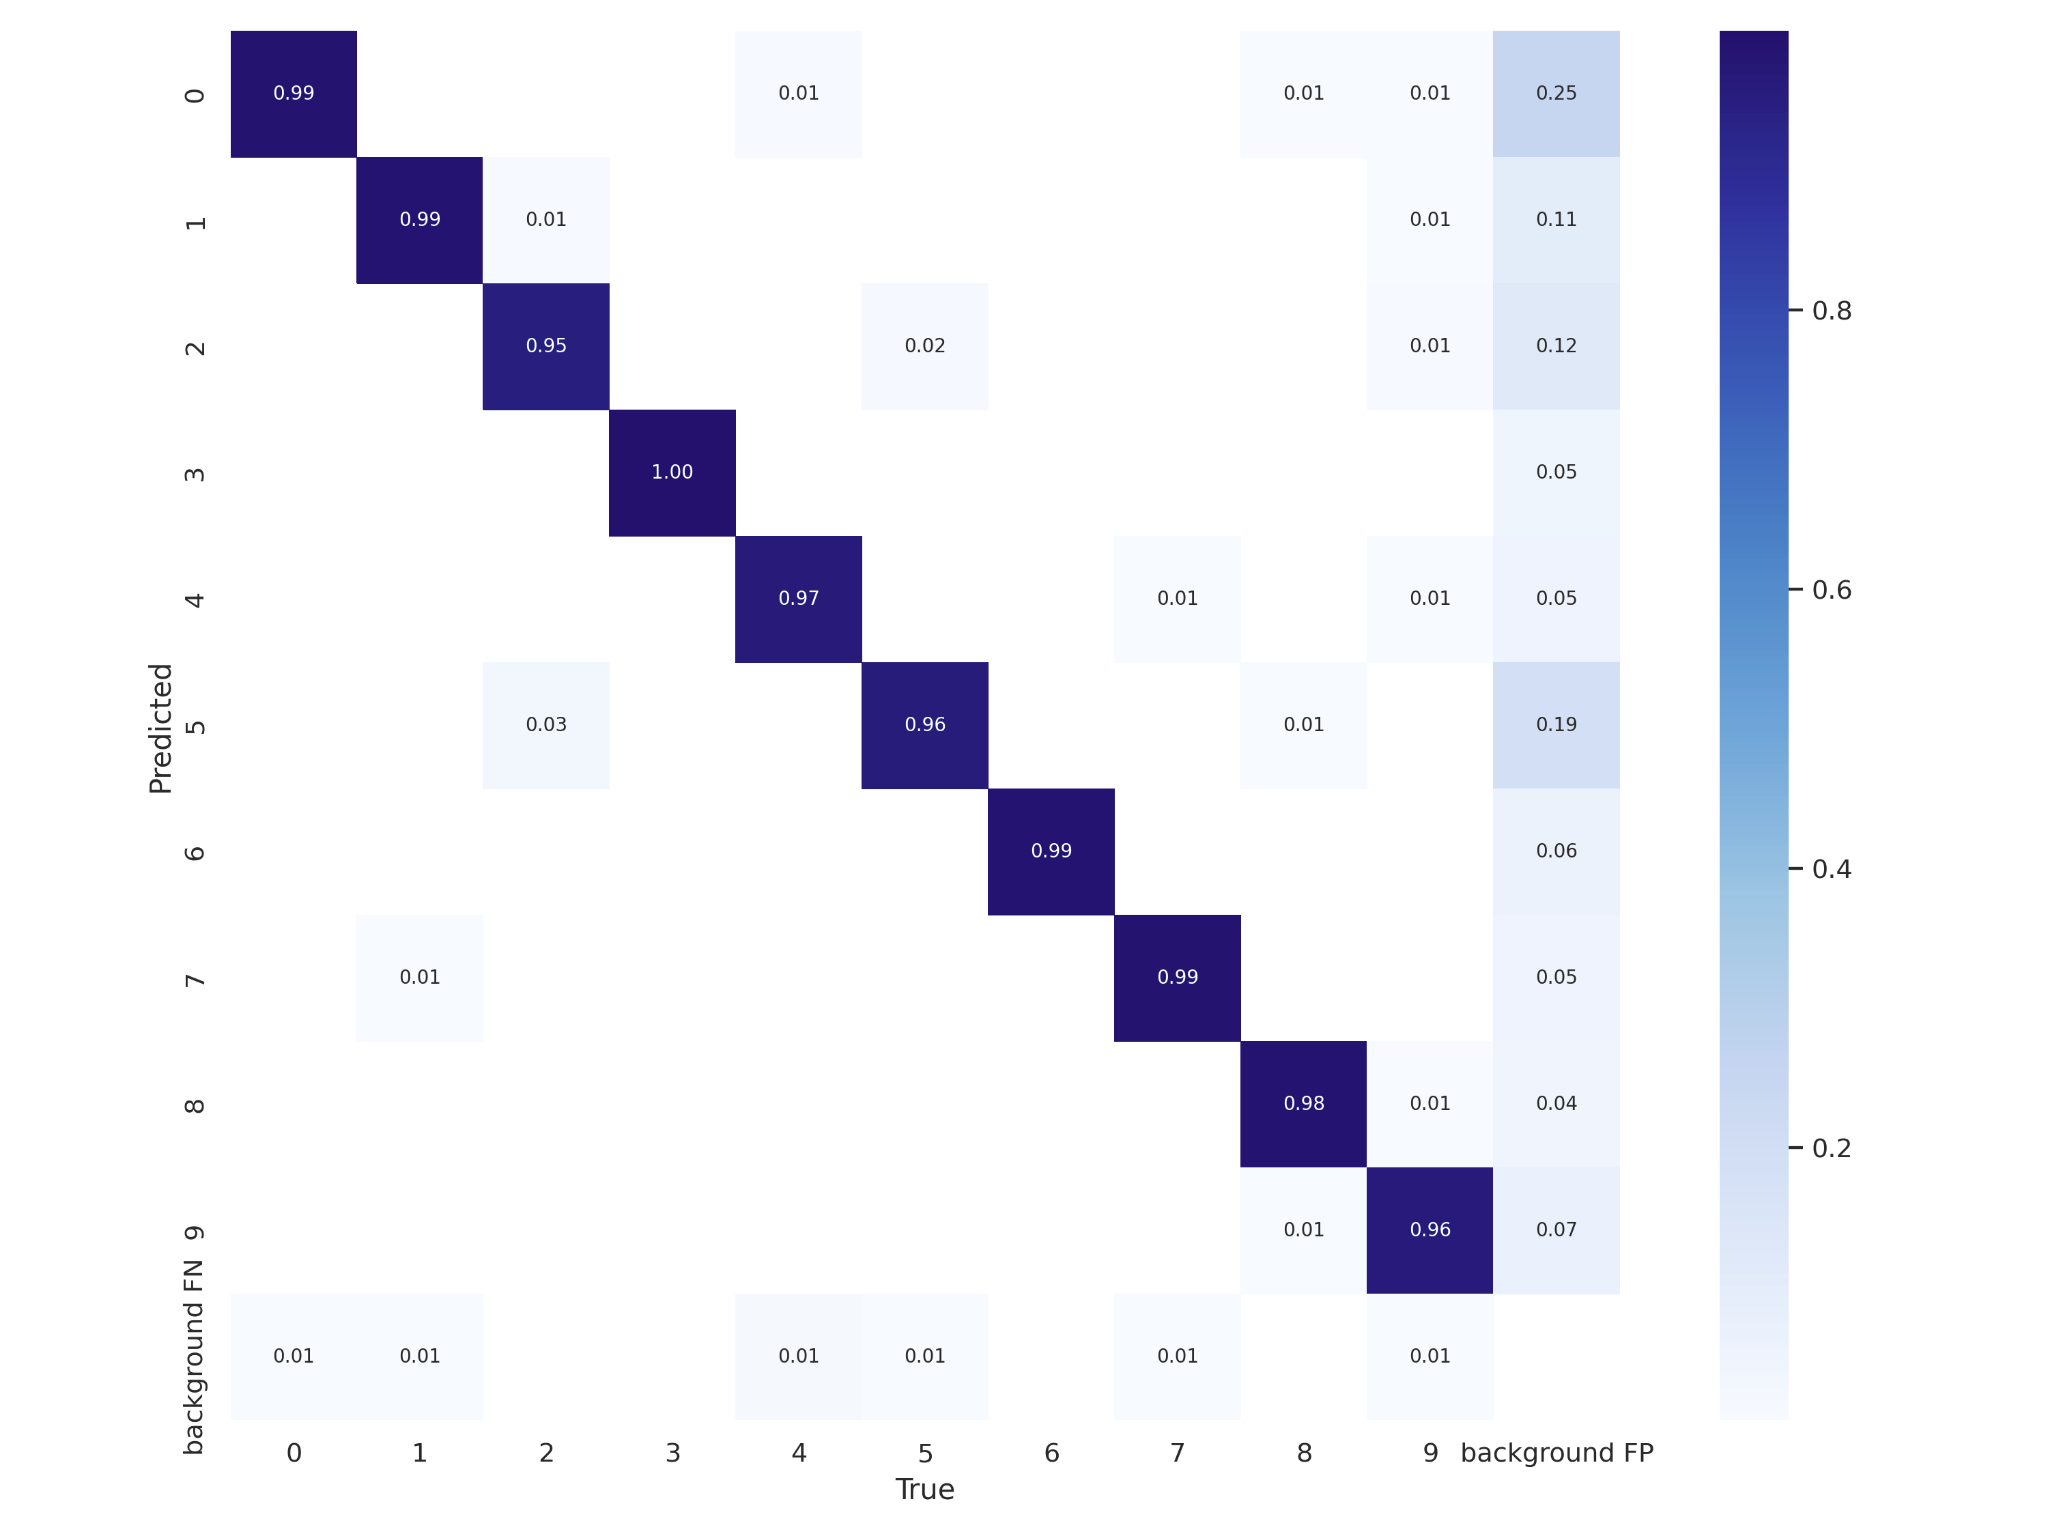 0 0.99 0.01 0.01 0.01 0.25
1 0.99 0.01 0.01 0.11
2 0.95 0.02 0.01 0.12
3 1.00 0.05
4 0.97 0.01 0.01 0.05
5 0.03 0.96 0.01 0.19
6 0.99 0.06
7 0.01 0.99 0.05
8 0.98 0.01 0.04
9 0.01 0.96 0.07
background FN 0.01 0.01 0.01 0.01 0.01 0.01
Predicted
0 1 2 3 4 5 6 7 8 9 background FP
True
0.8
0.6
0.4
0.2